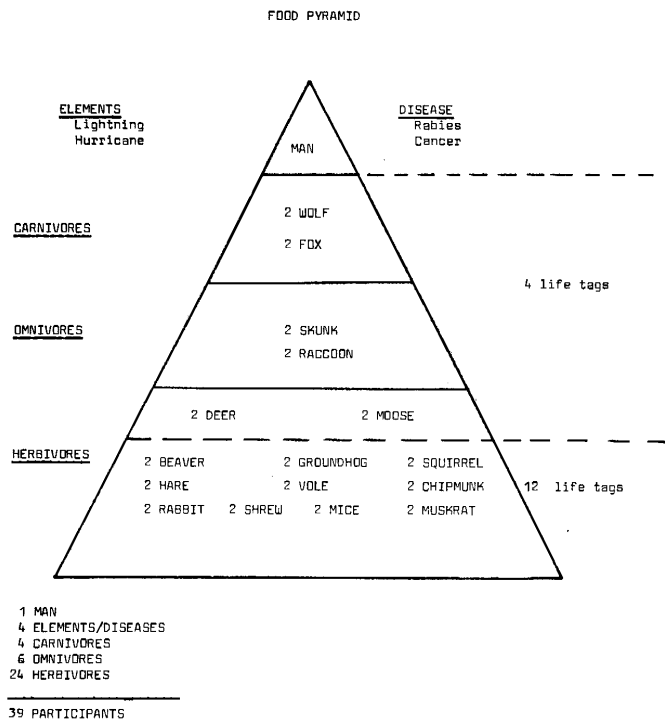 FOOD PYRAMID
ELEMENTS
Lightning
Hurricane
DISEASE
Rabies
Cancer
MAN
CARNIVORES
2 WOLF
2 FOX
4 life tags
OMNIVORES
2 SKUNK
2 RACCOON
2 DEER 2 MOOSE
HERBIVORES
2 BEAVER 2 GROUNDHOG 2 SQUIRREL
2 HARE 2 VOLE 2 CHIPMUNK 12 life tags
2 RABBIT 2 SHREW 2 MICE 2 MUSKRAT
1 MAN
4 ELEMENTS/DISEASES
4 CARNIVORES
6 OMNIVORES
24 HERBIVORES
39 PARTICIPANTS